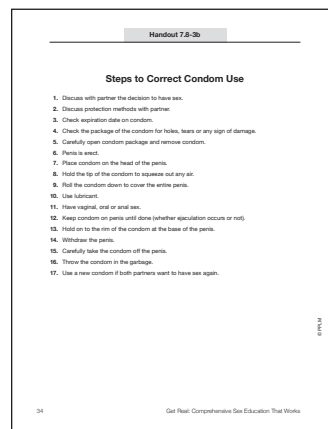 Handout 7.8-3b
Steps to Correct Condom Use
1. Discuss with partner the decision to have sex.
2. Discuss protection methods with partner.
3. Check expiration date on condom.
4. Check the package of the condom for holes, tears or any sign of damage.
5. Carefully open condom package and remove condom.
6. Penis is erect.
7. Place condom on the head of the penis.
8. Hold the tip of the condom to squeeze out any air.
9. Roll the condom down to cover the entire penis.
10. Use lubricant.
11. Have vaginal, oral or anal sex.
12. Keep condom on penis until done (whether ejaculation occurs or not).
13. Hold on to the rim of the condom at the base of the penis.
14. Withdraw the penis.
15. Carefully take the condom off the penis.
16. Throw the condom in the garbage.
17. Use a new condom if both partners want to have sex again.
© PPLM
34
Get Real: Comprehensive Sex Education That Works